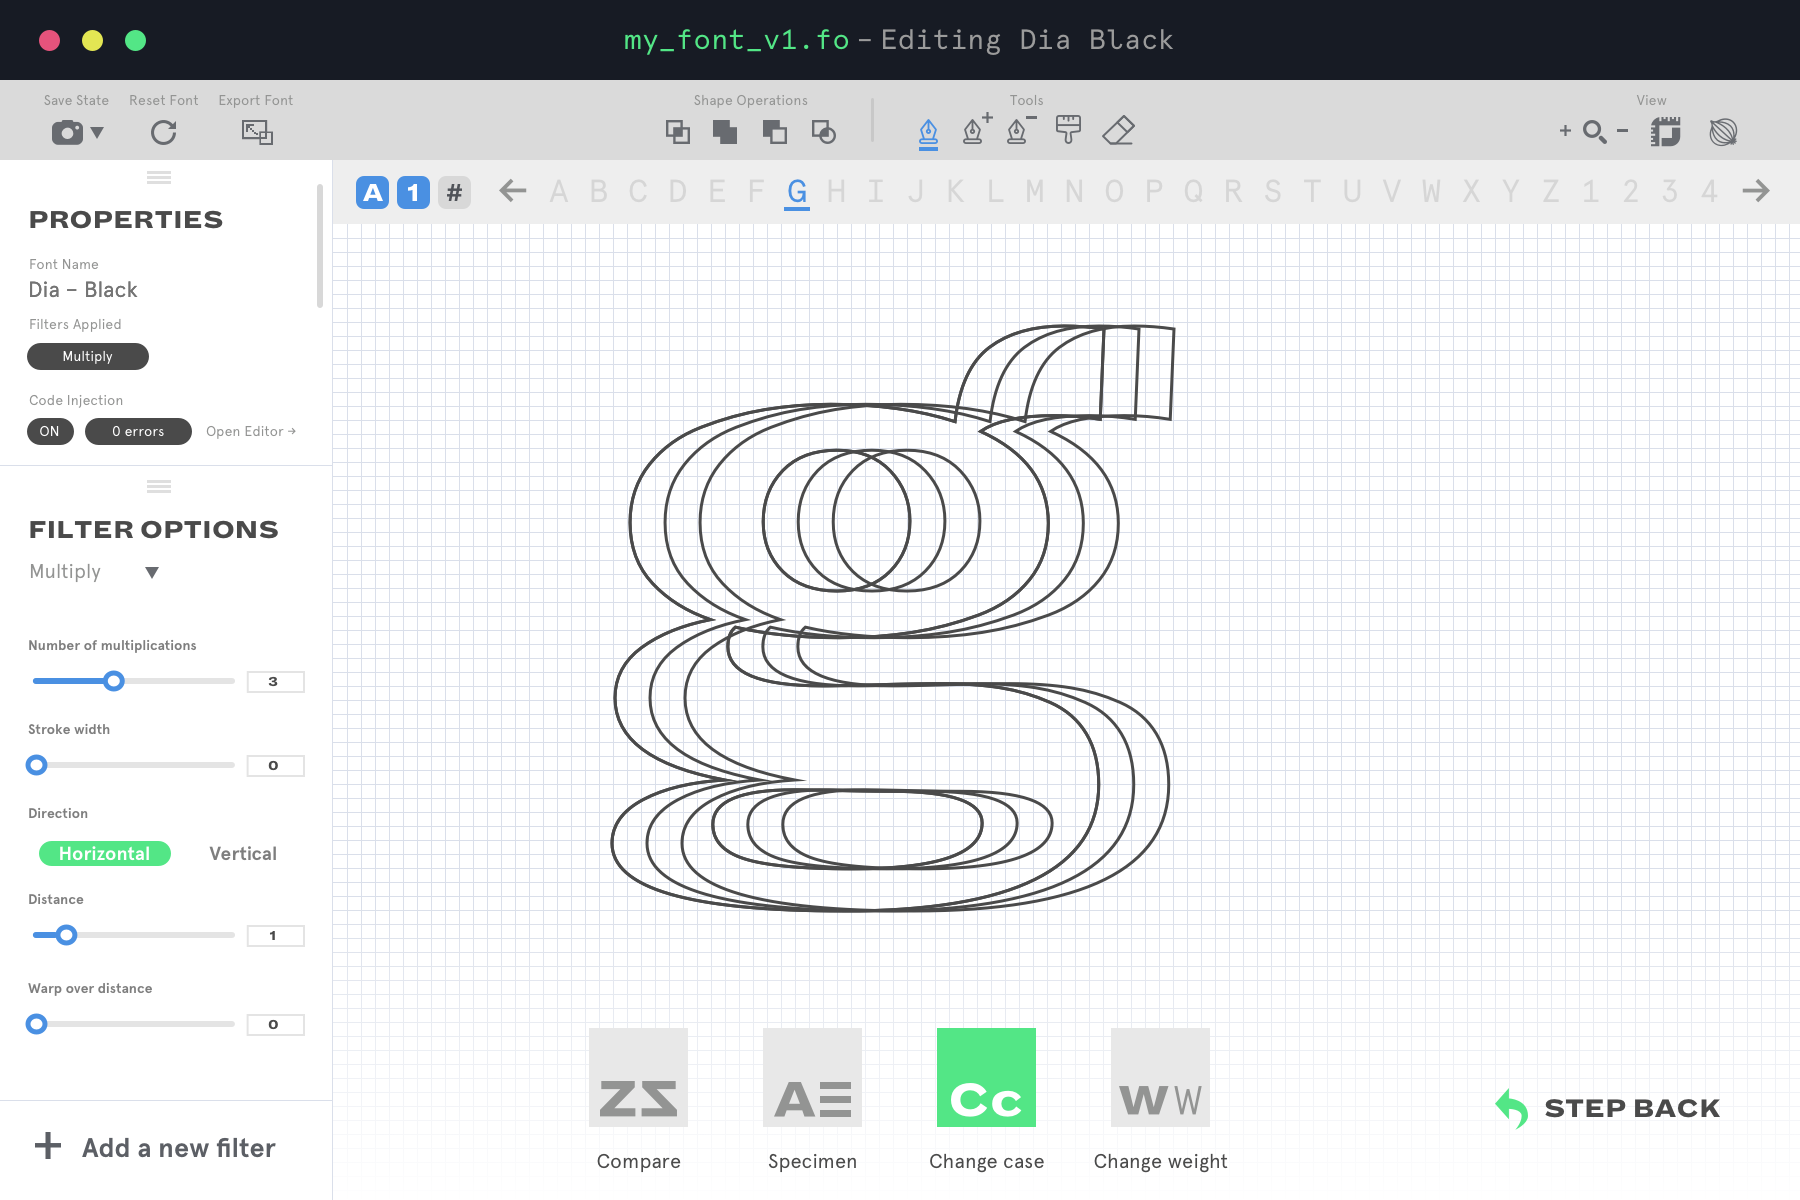 my_font_v1.fo – Editing Dia Black
Save State Reset Font Export Font Shape Operations Tools View
A 1 # A B C D E F G H I J K L M N O P Q R S T U V W X Y Z 1 2 3 4
PROPERTIES
Font Name
Dia – Black
Filters Applied
Multiply
Code Injection
ON 0 errors Open Editor →
FILTER OPTIONS
Multiply
Number of multiplications
3
Stroke width
0
Direction
Horizontal Vertical
Distance
1
Warp over distance
0
+ Add a new filter
g
ZS A Cc WW
Compare Specimen Change case Change weight
STEP BACK